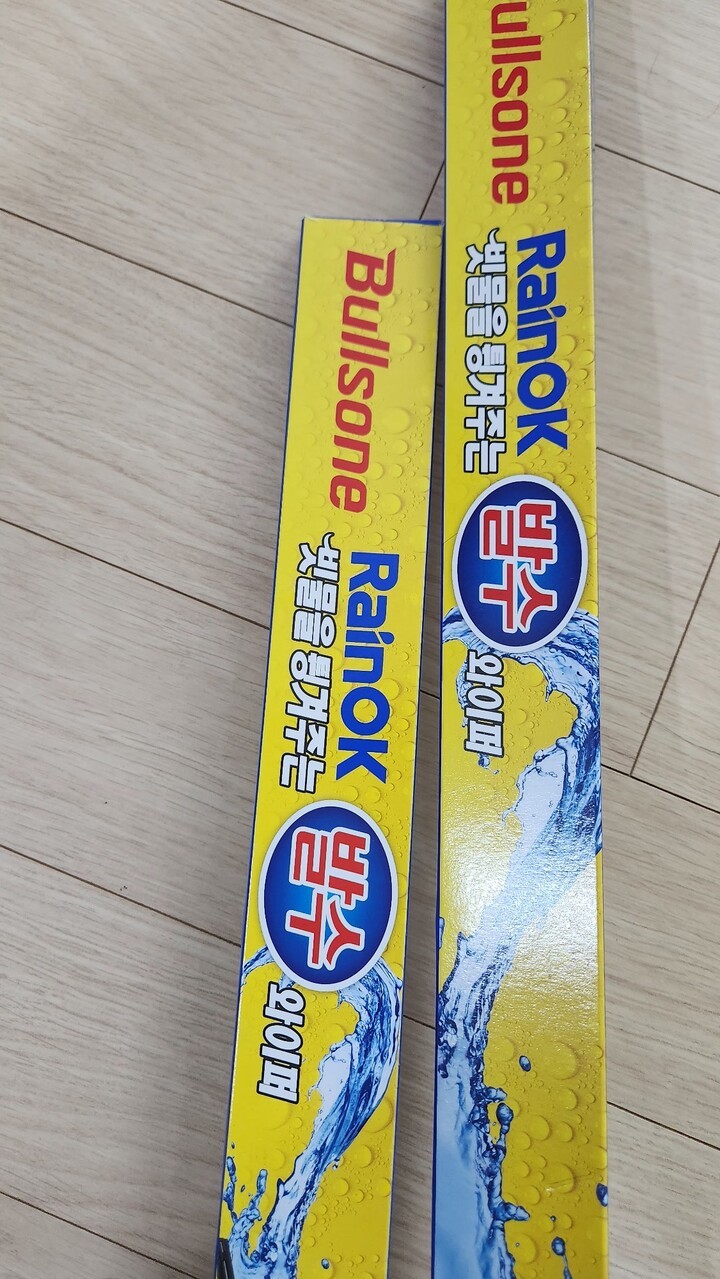 Bullsone
RainOK
빗물을 튕겨주는
발수
와이퍼
ullsone
RainOK
빗물을 튕겨주는
발수
와이퍼